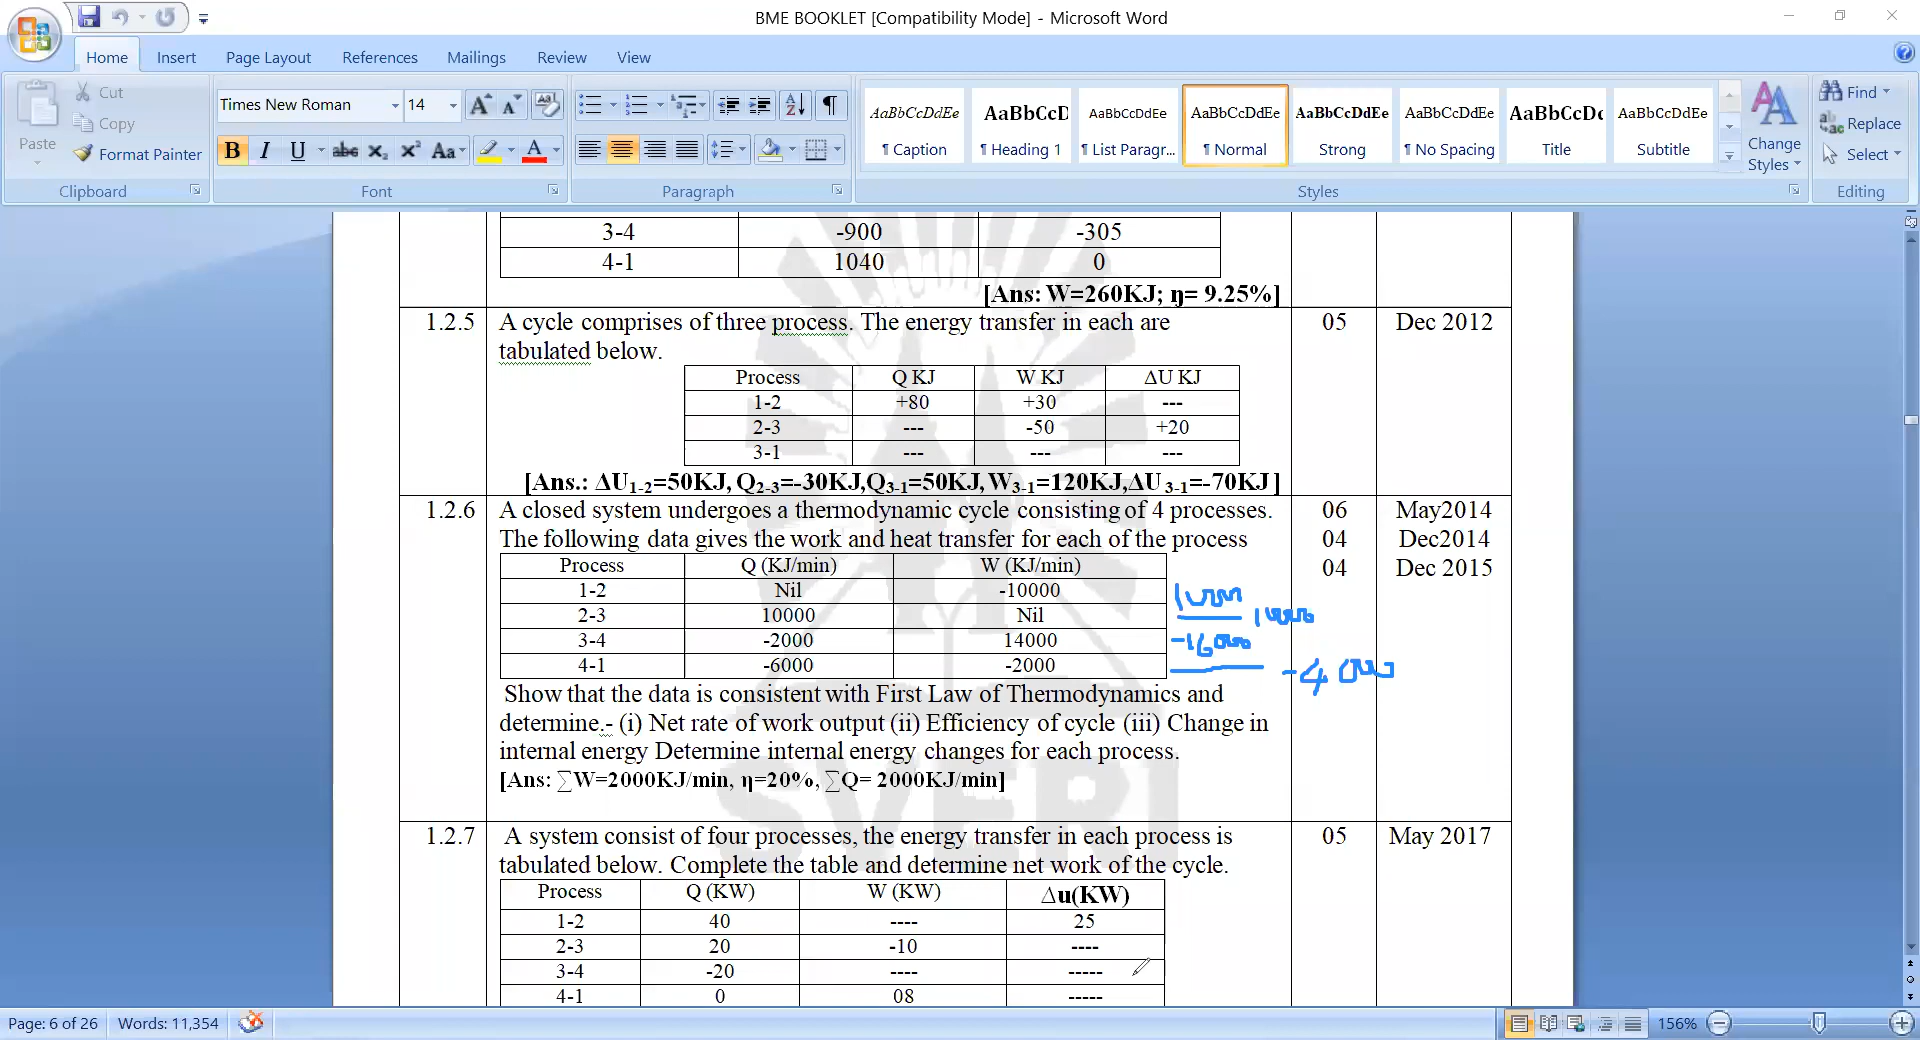 BME BOOKLET [Compatibility Mode] - Microsoft Word
Home Insert Page Layout References Mailings Review View
Paste
Cut
Copy
Format Painter
Clipboard
Times New Roman 14
Font
Paragraph
AaBbCcDdEe AaBbCcD AaBbCcDdEe AaBbCcDdEe AaBbCcDdEe AaBbCcDdEe AaBbCcDc AaBbCcDdEe
¶ Caption ¶ Heading 1 ¶ List Paragr... ¶ Normal Strong ¶ No Spacing Title Subtitle
Change Styles
Styles
Find
Replace
Select
Editing
3-4 -900 -305
4-1 1040 0
[Ans: W=260KJ; ŋ= 9.25%]
1.2.5 A cycle comprises of three process. The energy transfer in each are 05 Dec 2012
tabulated below.
Process Q KJ W KJ ΔU KJ
1-2 +80 +30 ---
2-3 --- -50 +20
3-1 --- --- ---
[Ans.: ΔU1-2=50KJ, Q2-3=-30KJ,Q3-1=50KJ, W3-1=120KJ,ΔU 3-1=-70KJ]
1.2.6 A closed system undergoes a thermodynamic cycle consisting of 4 processes. 06 May2014
The following data gives the work and heat transfer for each of the process 04 Dec2014
04 Dec 2015
Process Q (KJ/min) W (KJ/min)
1-2 Nil -10000
2-3 10000 Nil
3-4 -2000 14000
4-1 -6000 -2000
-16000
-4000
Show that the data is consistent with First Law of Thermodynamics and
determine.- (i) Net rate of work output (ii) Efficiency of cycle (iii) Change in
internal energy Determine internal energy changes for each process.
[Ans: ∑W=2000KJ/min, η=20%, ∑Q= 2000KJ/min]
SVERI
1.2.7 A system consist of four processes, the energy transfer in each process is 05 May 2017
tabulated below. Complete the table and determine net work of the cycle.
Process Q (KW) W (KW) Δu(KW)
1-2 40 ---- 25
2-3 20 -10 ----
3-4 -20 ---- -----
4-1 0 08 -----
Page: 6 of 26 Words: 11,354 156%